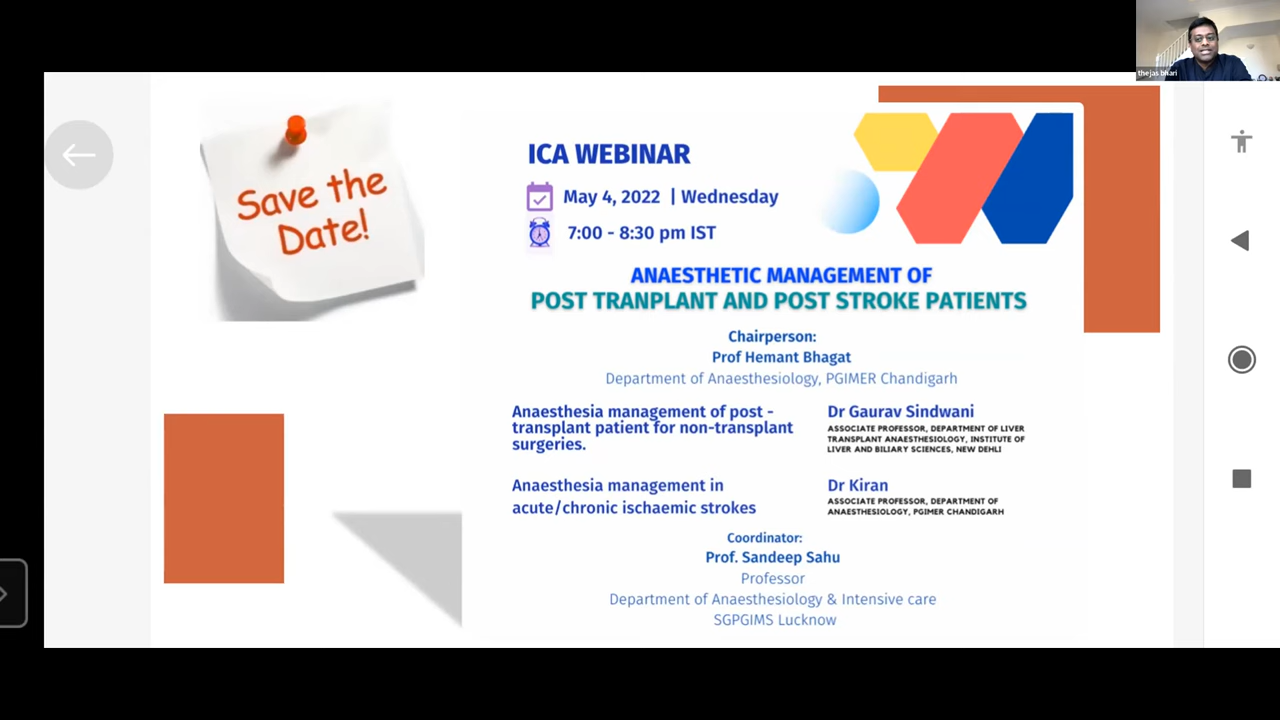 thejas bhari
Save the
Date!
ICA WEBINAR
May 4, 2022 | Wednesday
7:00 - 8:30 pm IST
ANAESTHETIC MANAGEMENT OF
POST TRANPLANT AND POST STROKE PATIENTS
Chairperson:
Prof Hemant Bhagat
Department of Anaesthesiology, PGIMER Chandigarh
Anaesthesia management of post -
transplant patient for non-transplant
surgeries.
Dr Gaurav Sindwani
ASSOCIATE PROFESSOR, DEPARTMENT OF LIVER
TRANSPLANT ANAESTHESIOLOGY, INSTITUTE OF
LIVER AND BILIARY SCIENCES, NEW DEHLI
Anaesthesia management in
acute/chronic ischaemic strokes
Dr Kiran
ASSOCIATE PROFESSOR, DEPARTMENT OF
ANAESTHESIOLOGY, PGIMER CHANDIGARH
Coordinator:
Prof. Sandeep Sahu
Professor
Department of Anaesthesiology & Intensive care
SGPGIMS Lucknow